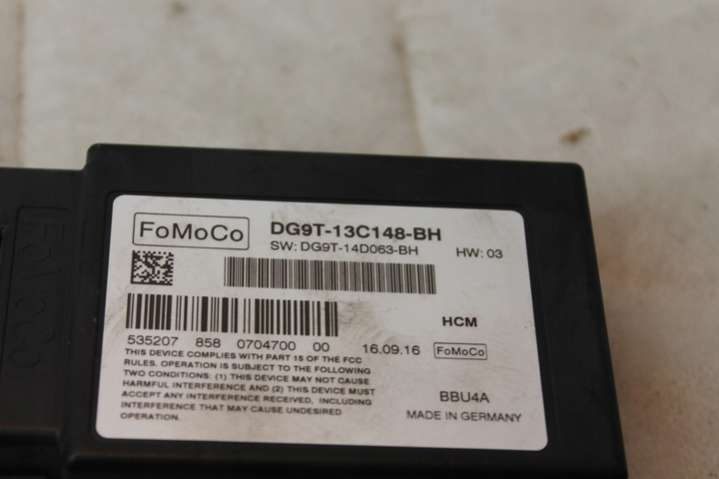 FoMoCo
DG9T-13C148-BH
SW: DG9T-14D063-BH
HW: 03
HCM
535207 858 0704700 00
16.09.16 FoMoCo
THIS DEVICE COMPLIES WITH PART 15 OF THE FCC
RULES. OPERATION IS SUBJECT TO THE FOLLOWING
TWO CONDITIONS: (1) THIS DEVICE MAY NOT CAUSE
HARMFUL INTERFERENCE AND (2) THIS DEVICE MUST
ACCEPT ANY INTERFERENCE RECEIVED, INCLUDING
INTERFERENCE THAT MAY CAUSE UNDESIRED
OPERATION.
BBU4A
MADE IN GERMANY